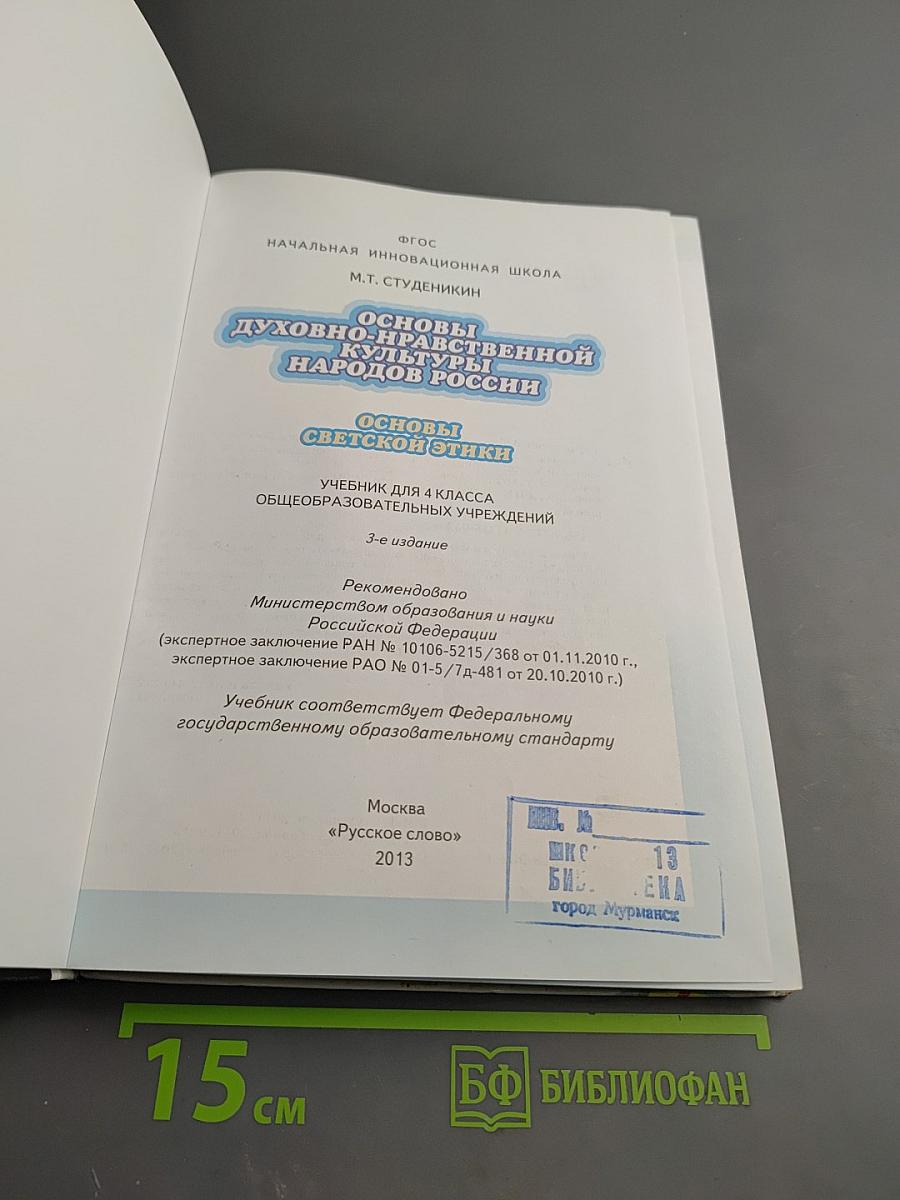 ФГОС
НАЧАЛЬНАЯ ИННОВАЦИОННАЯ ШКОЛА
М.Т. СТУДЕНИКИН
ОСНОВЫ
ДУХОВНО-НРАВСТВЕННОЙ
КУЛЬТУРЫ
НАРОДОВ РОССИИ
ОСНОВЫ
СВЕТСКОЙ ЭТИКИ
УЧЕБНИК ДЛЯ 4 КЛАССА
ОБЩЕОБРАЗОВАТЕЛЬНЫХ УЧРЕЖДЕНИЙ
3-е издание
Рекомендовано
Министерством образования и науки
Российской Федерации
(экспертное заключение РАН № 10106-5215/368 от 01.11.2010 г.,
экспертное заключение РАО № 01-5/7д-481 от 20.10.2010 г.)
Учебник соответствует Федеральному
государственному образовательному стандарту
Москва
«Русское слово»
2013
ИНВ. №
13
город Мурманск
15 см
БФ БИБЛИОФАН